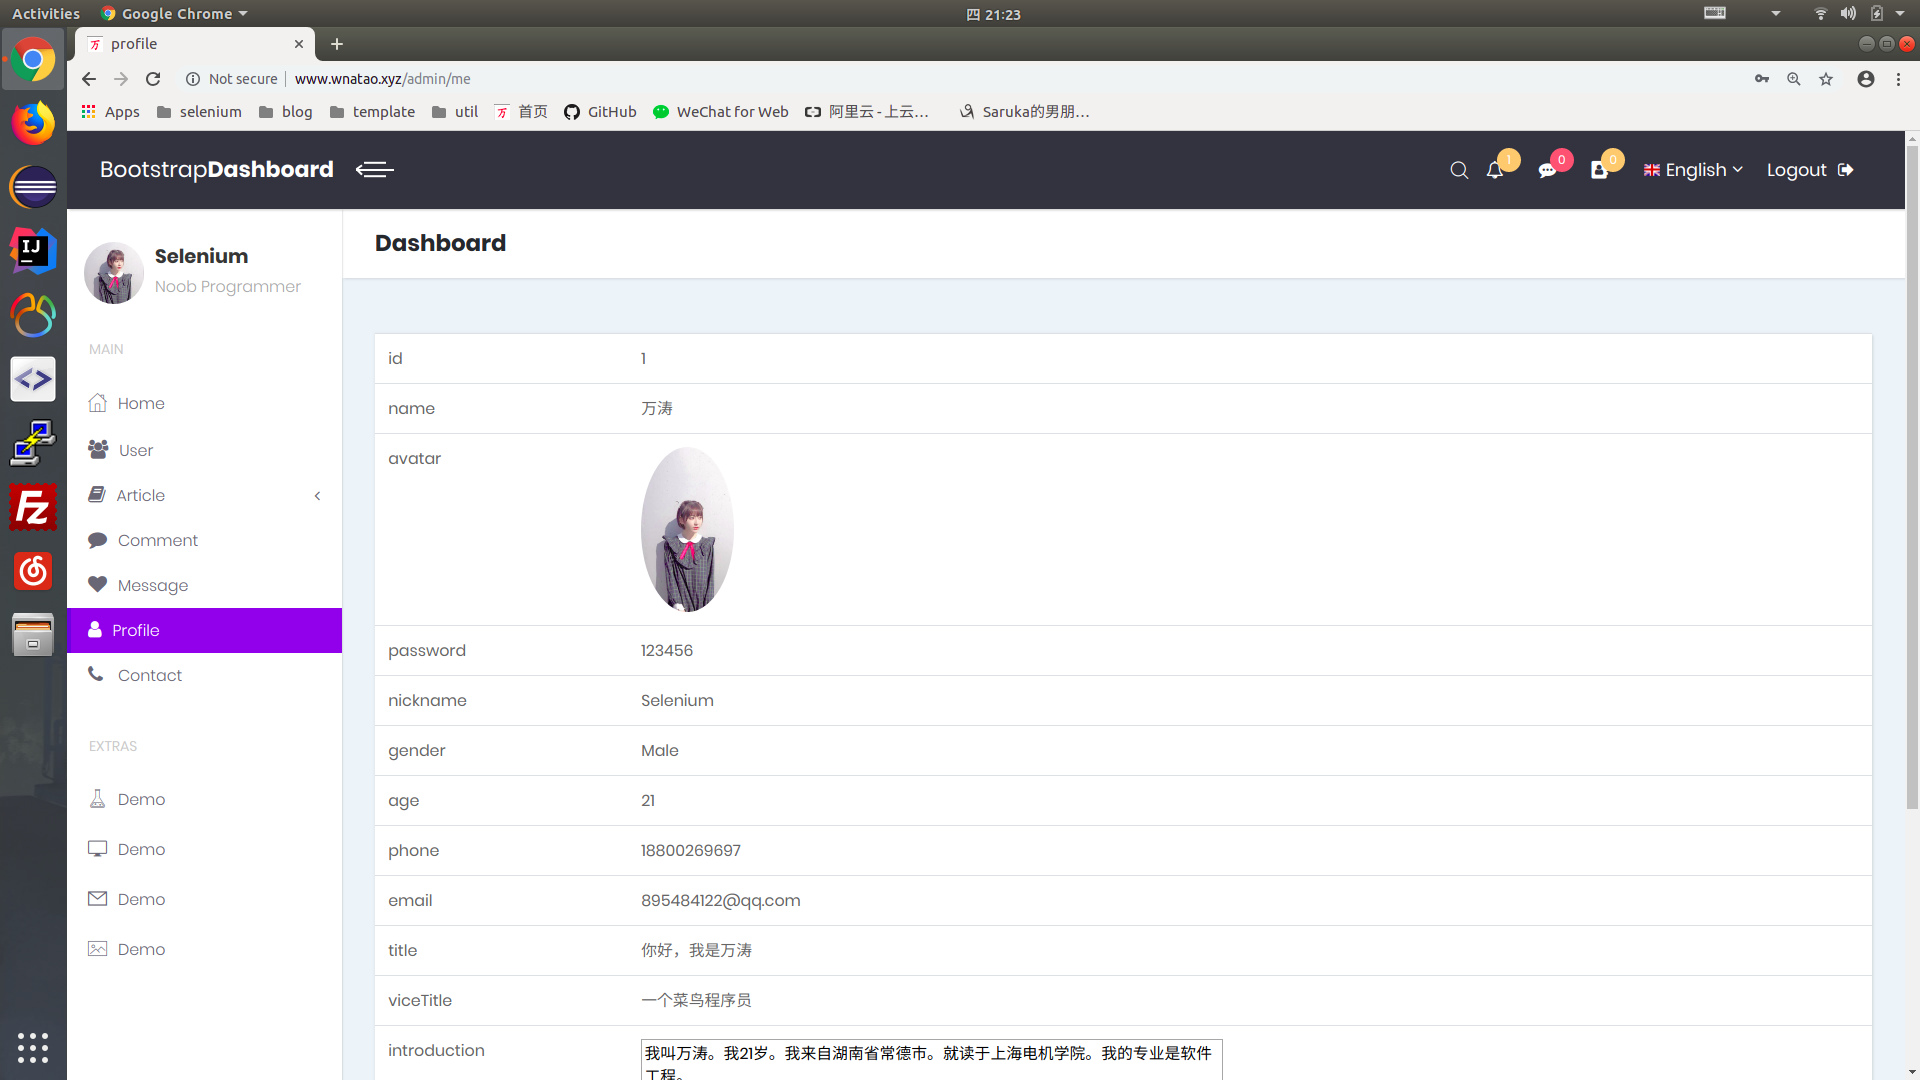 Activities
Google Chrome
四 21:23
profile
Not secure
www.wnatao.xyz/admin/me
Apps
selenium
blog
template
util
首页
GitHub
WeChat for Web
阿里云 - 上云...
Saruka的男朋...
BootstrapDashboard
1
0
0
English
Logout
Selenium
Noob Programmer
MAIN
Home
User
Article
Comment
Message
Profile
Contact
EXTRAS
Demo
Demo
Demo
Demo
Dashboard
id 1
name 万涛
avatar
password 123456
nickname Selenium
gender Male
age 21
phone 18800269697
email 895484122@qq.com
title 你好，我是万涛
viceTitle 一个菜鸟程序员
introduction 我叫万涛。我21岁。我来自湖南省常德市。就读于上海电机学院。我的专业是软件
工程。